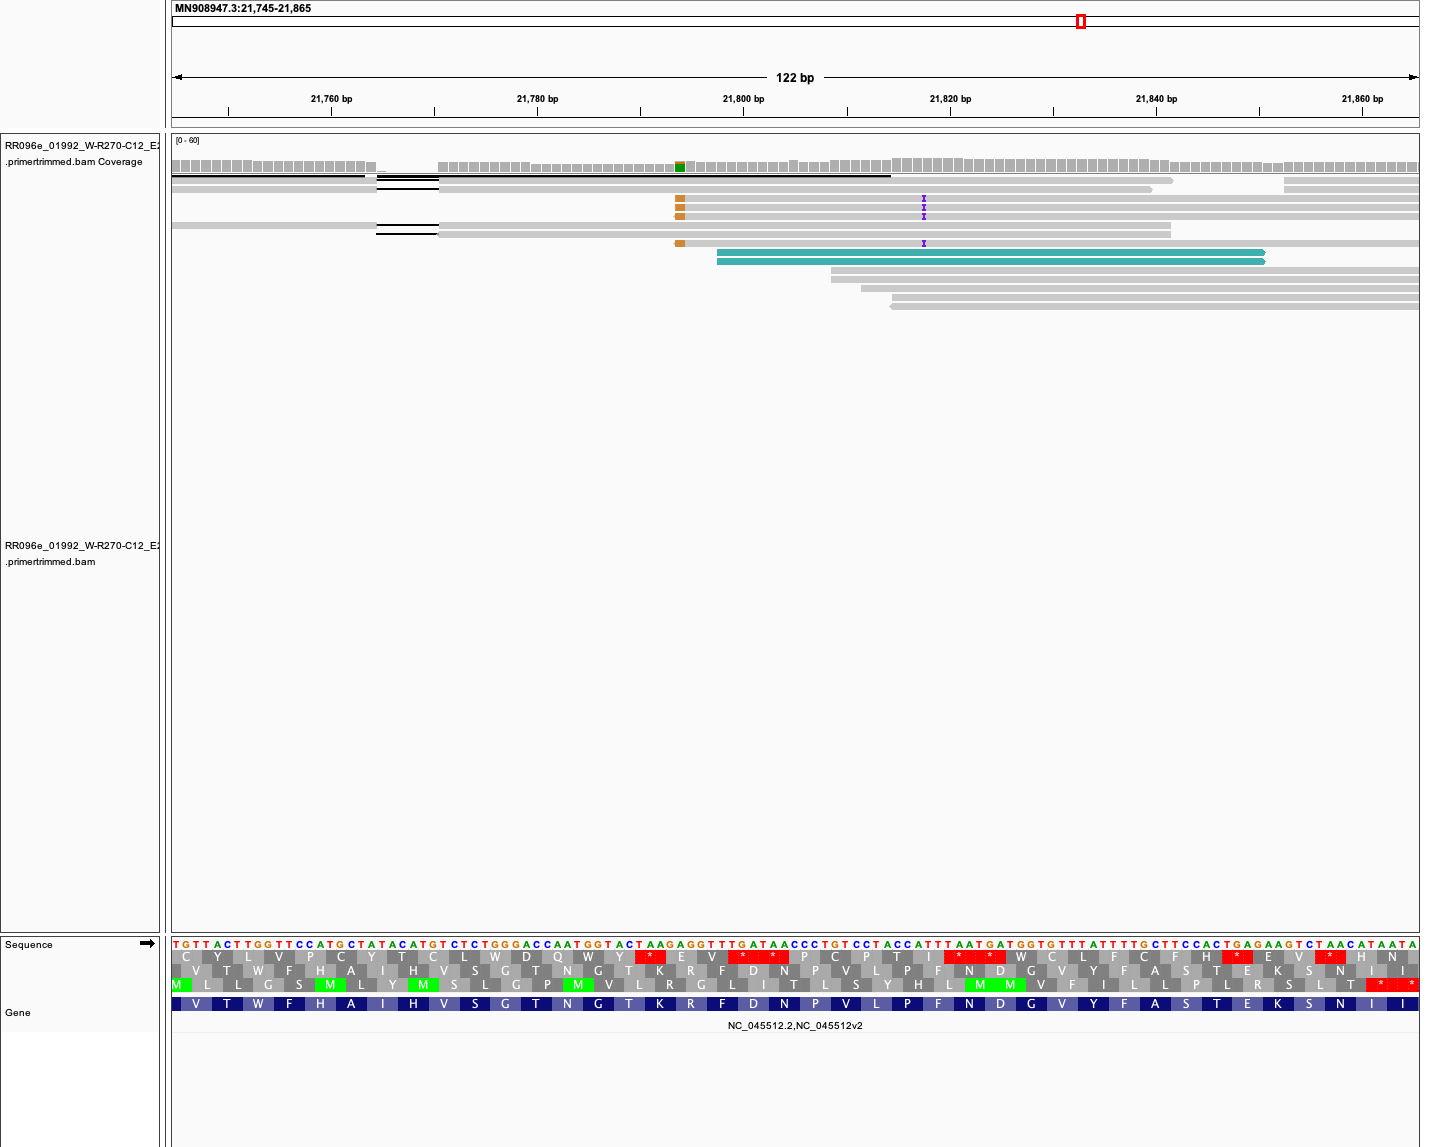 MN908947.3:21,745-21,865
122 bp
21,760 bp 21,780 bp 21,800 bp 21,820 bp 21,840 bp 21,860 bp
RR096e_01992_W-R270-C12_E2
.primertrimmed.bam Coverage
[0 - 60]
RR096e_01992_W-R270-C12_E2
.primertrimmed.bam
Sequence
TGTTACTTGGTTCCATGCTATACATGTCTCTGGGACCAATGGTACTAAGAGGTTTGATAACCCTGTCCTACCATTTAATGATGGTGTTTATTTTGCTTCCACTGAGAAGTCTAACATAATA
C Y L V P C Y T C L W D Q W Y * E V * * P C P T I * * W C L F C F H * E V * H N
V T W F H A I H V S G T N G T K R F D N P V L P F N D G V Y F A S T E K S N I I
M L L G S M L Y M S L G P M V L R G L I T L S Y H L M M V F I L L P L R S L T * *
Gene
V T W F H A I H V S G T N G T K R F D N P V L P F N D G V Y F A S T E K S N I I
NC_045512.2,NC_045512v2